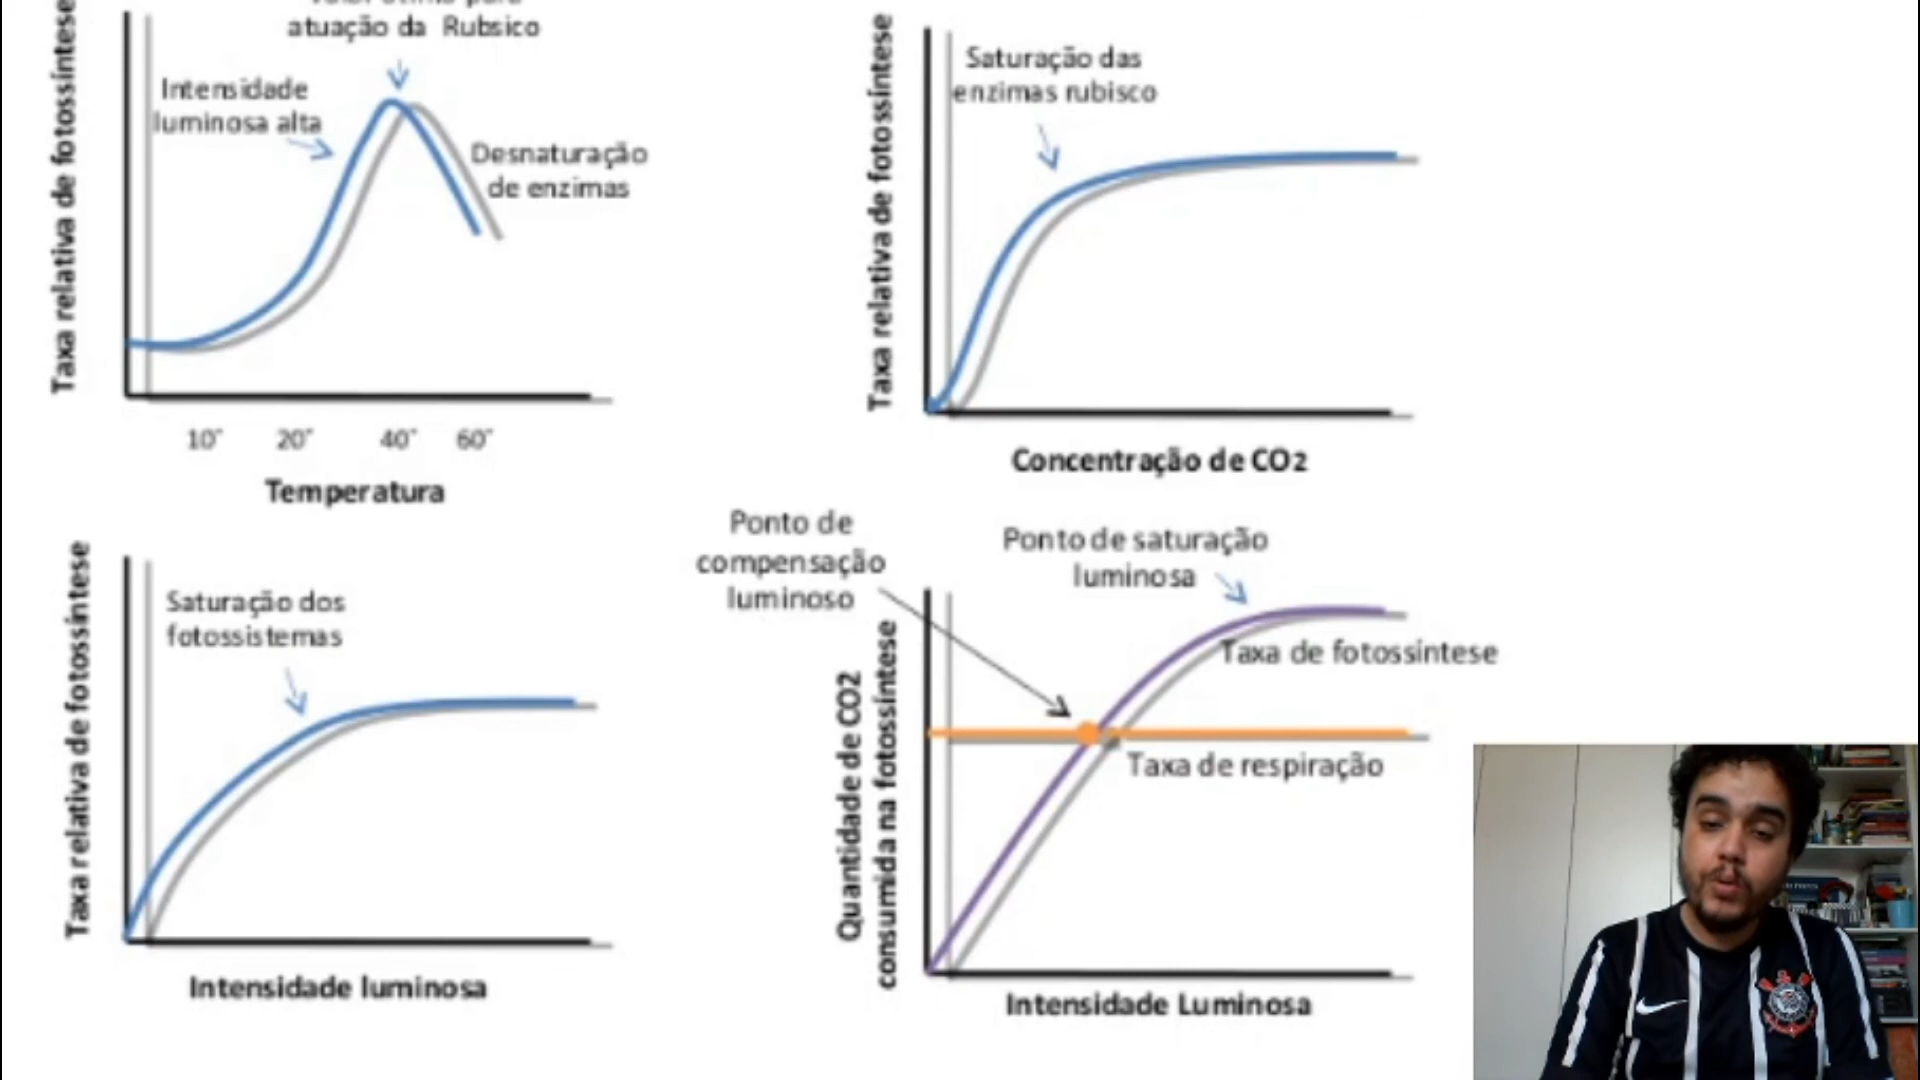 atuação da Rubsico
Intensidade
luminosa alta
Desnaturação
de enzimas
Taxa relativa de fotossíntese
10˚ 20˚ 40˚ 60˚
Temperatura
Saturação das
enzimas rubisco
Taxa relativa de fotossíntese
Concentração de CO2
Saturação dos
fotossistemas
Taxa relativa de fotossíntese
Intensidade luminosa
Ponto de
compensação
luminoso
Ponto de saturação
luminosa
Taxa de fotossíntese
Taxa de respiração
Quantidade de CO2
consumida na fotossíntese
Intensidade Luminosa